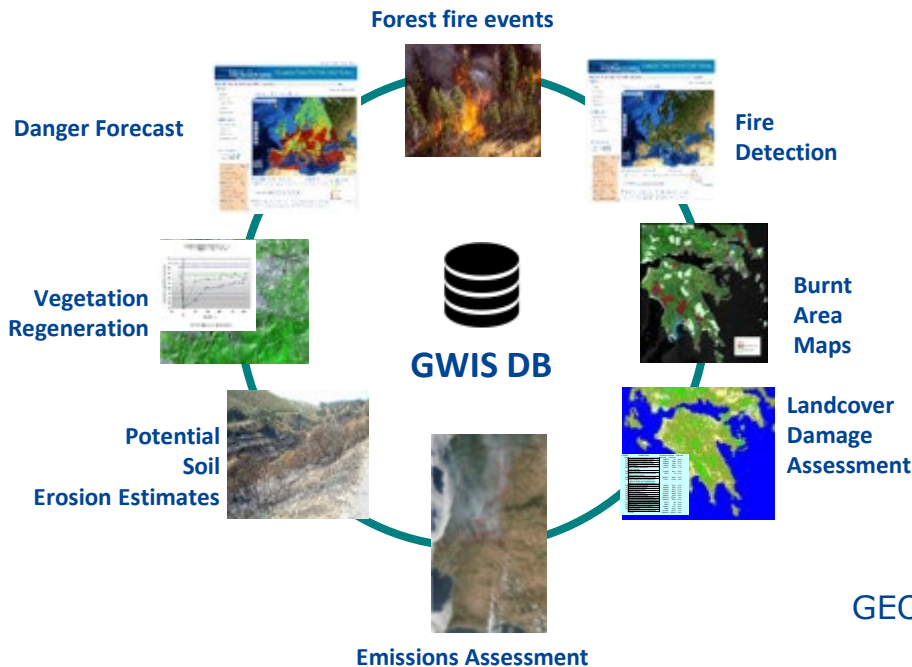 Forest fire events
Danger Forecast
Fire
Detection
Vegetation
Regeneration
GWIS DB
Burnt
Area
Maps
Potential
Soil
Erosion Estimates
Landcover
Damage
Assessment
GEO
Emissions Assessment